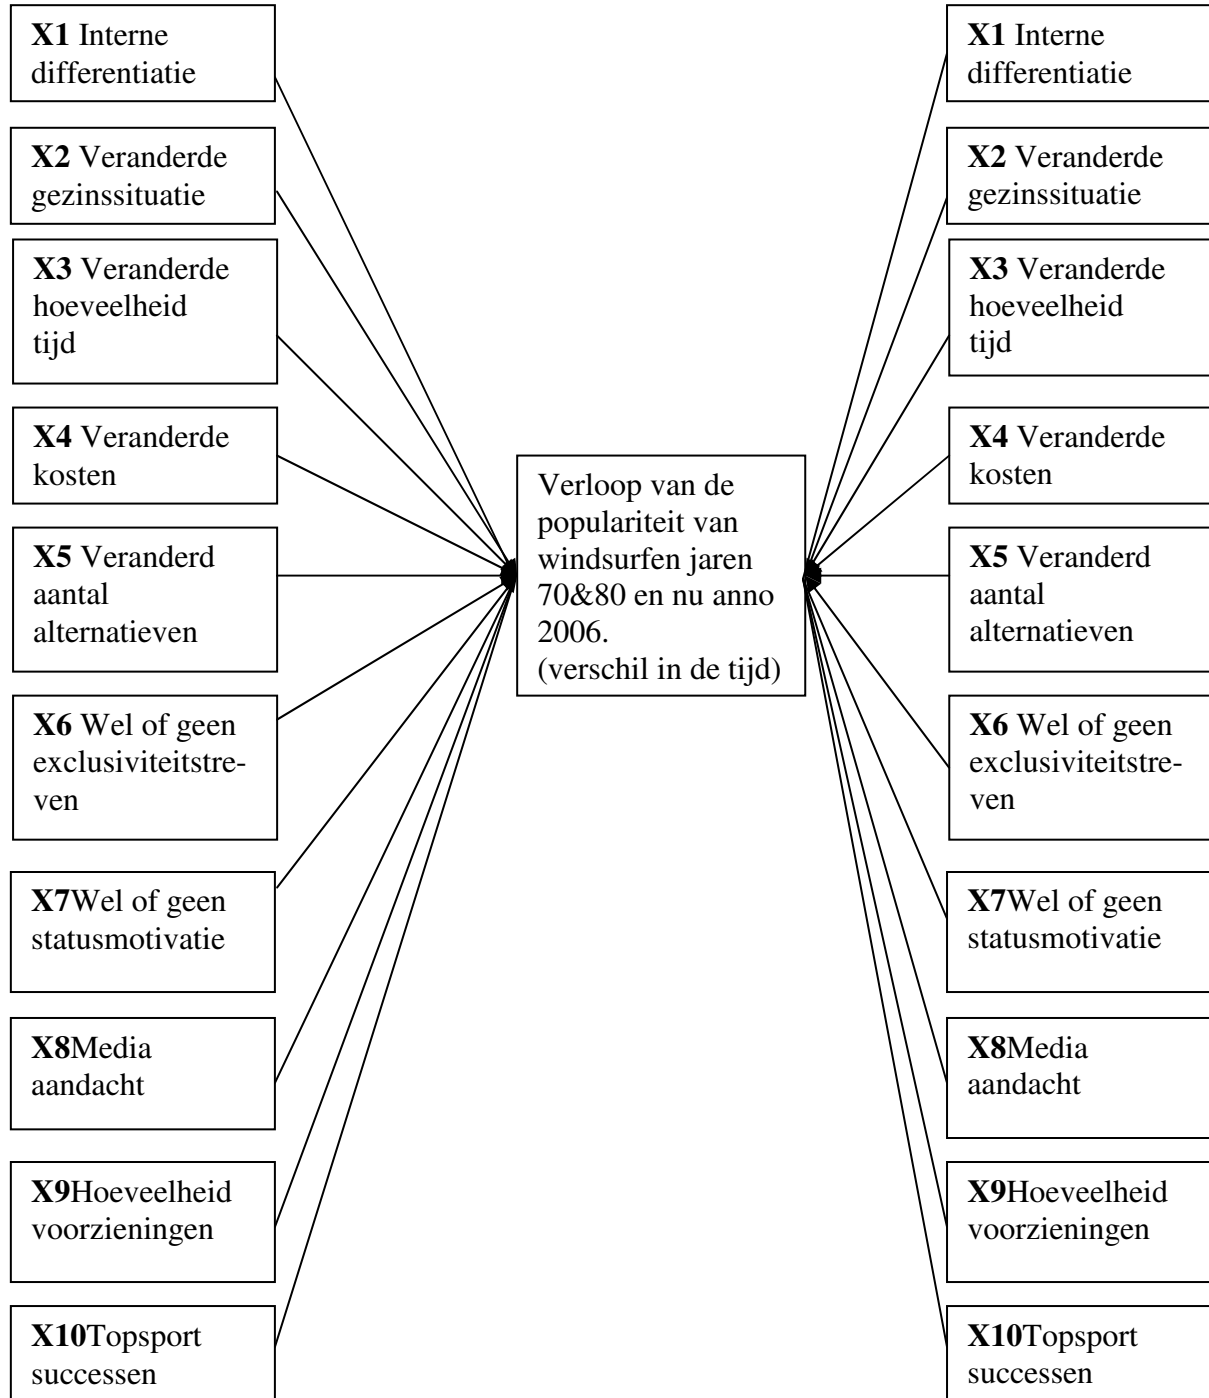 X1 Interne
differentiatie
X2 Veranderde
gezinssituatie
X3 Veranderde
hoeveelheid
tijd
X4 Veranderde
kosten
X5 Veranderd
aantal
alternatieven
X6 Wel of geen
exclusiviteitstre-
ven
X7Wel of geen
statusmotivatie
X8Media
aandacht
X9Hoeveelheid
voorzieningen
X10Topsport
successen
Verloop van de
populariteit van
windsurfen jaren
70&80 en nu anno
2006.
(verschil in de tijd)
X1 Interne
differentiatie
X2 Veranderde
gezinssituatie
X3 Veranderde
hoeveelheid
tijd
X4 Veranderde
kosten
X5 Veranderd
aantal
alternatieven
X6 Wel of geen
exclusiviteitstre-
ven
X7Wel of geen
statusmotivatie
X8Media
aandacht
X9Hoeveelheid
voorzieningen
X10Topsport
successen